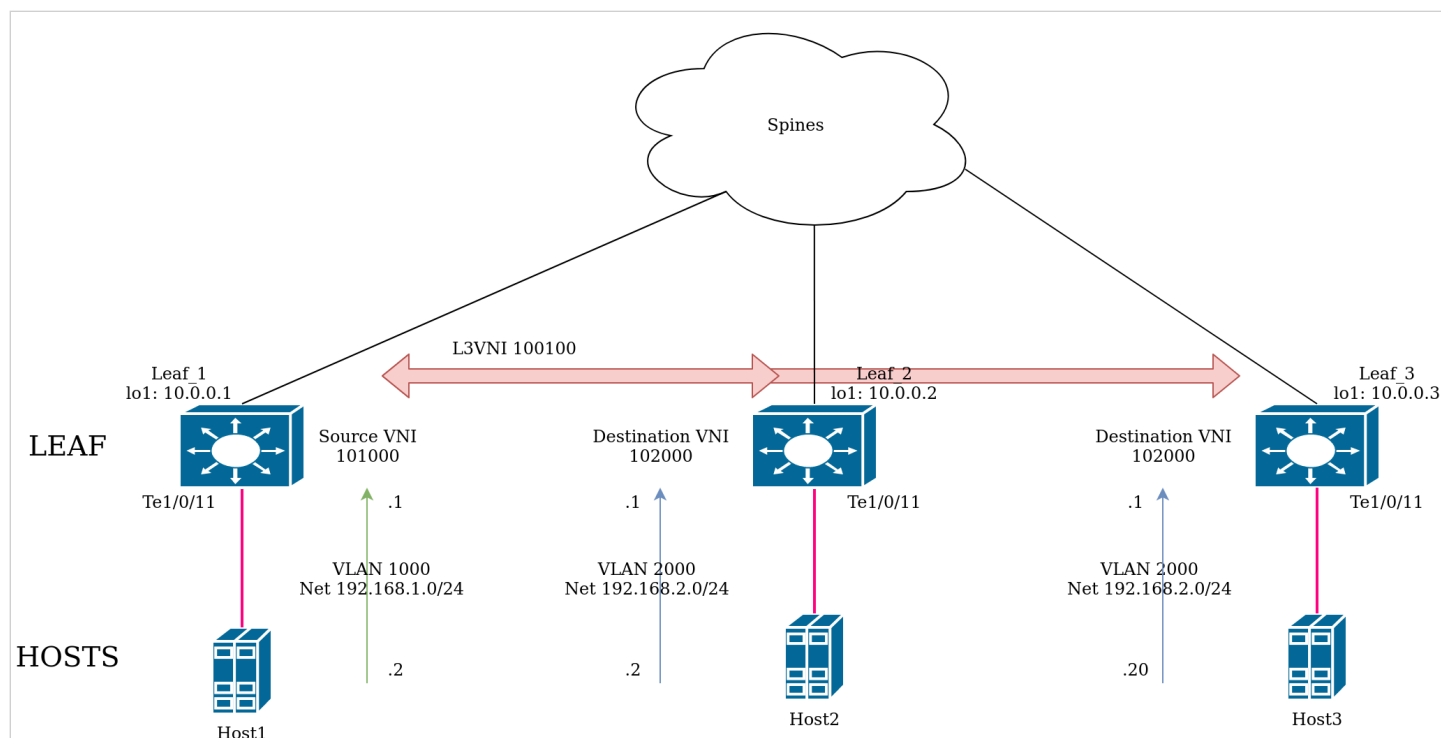 Spines
L3VNI 100100
Leaf_1
lo1: 10.0.0.1
Leaf_2
lo1: 10.0.0.2
Leaf_3
lo1: 10.0.0.3
LEAF
Source VNI
101000
Destination VNI
102000
Destination VNI
102000
Te1/0/11
.1
.1
Te1/0/11
.1
Te1/0/11
VLAN 1000
Net 192.168.1.0/24
VLAN 2000
Net 192.168.2.0/24
VLAN 2000
Net 192.168.2.0/24
HOSTS
.2
.2
.20
Host1
Host2
Host3